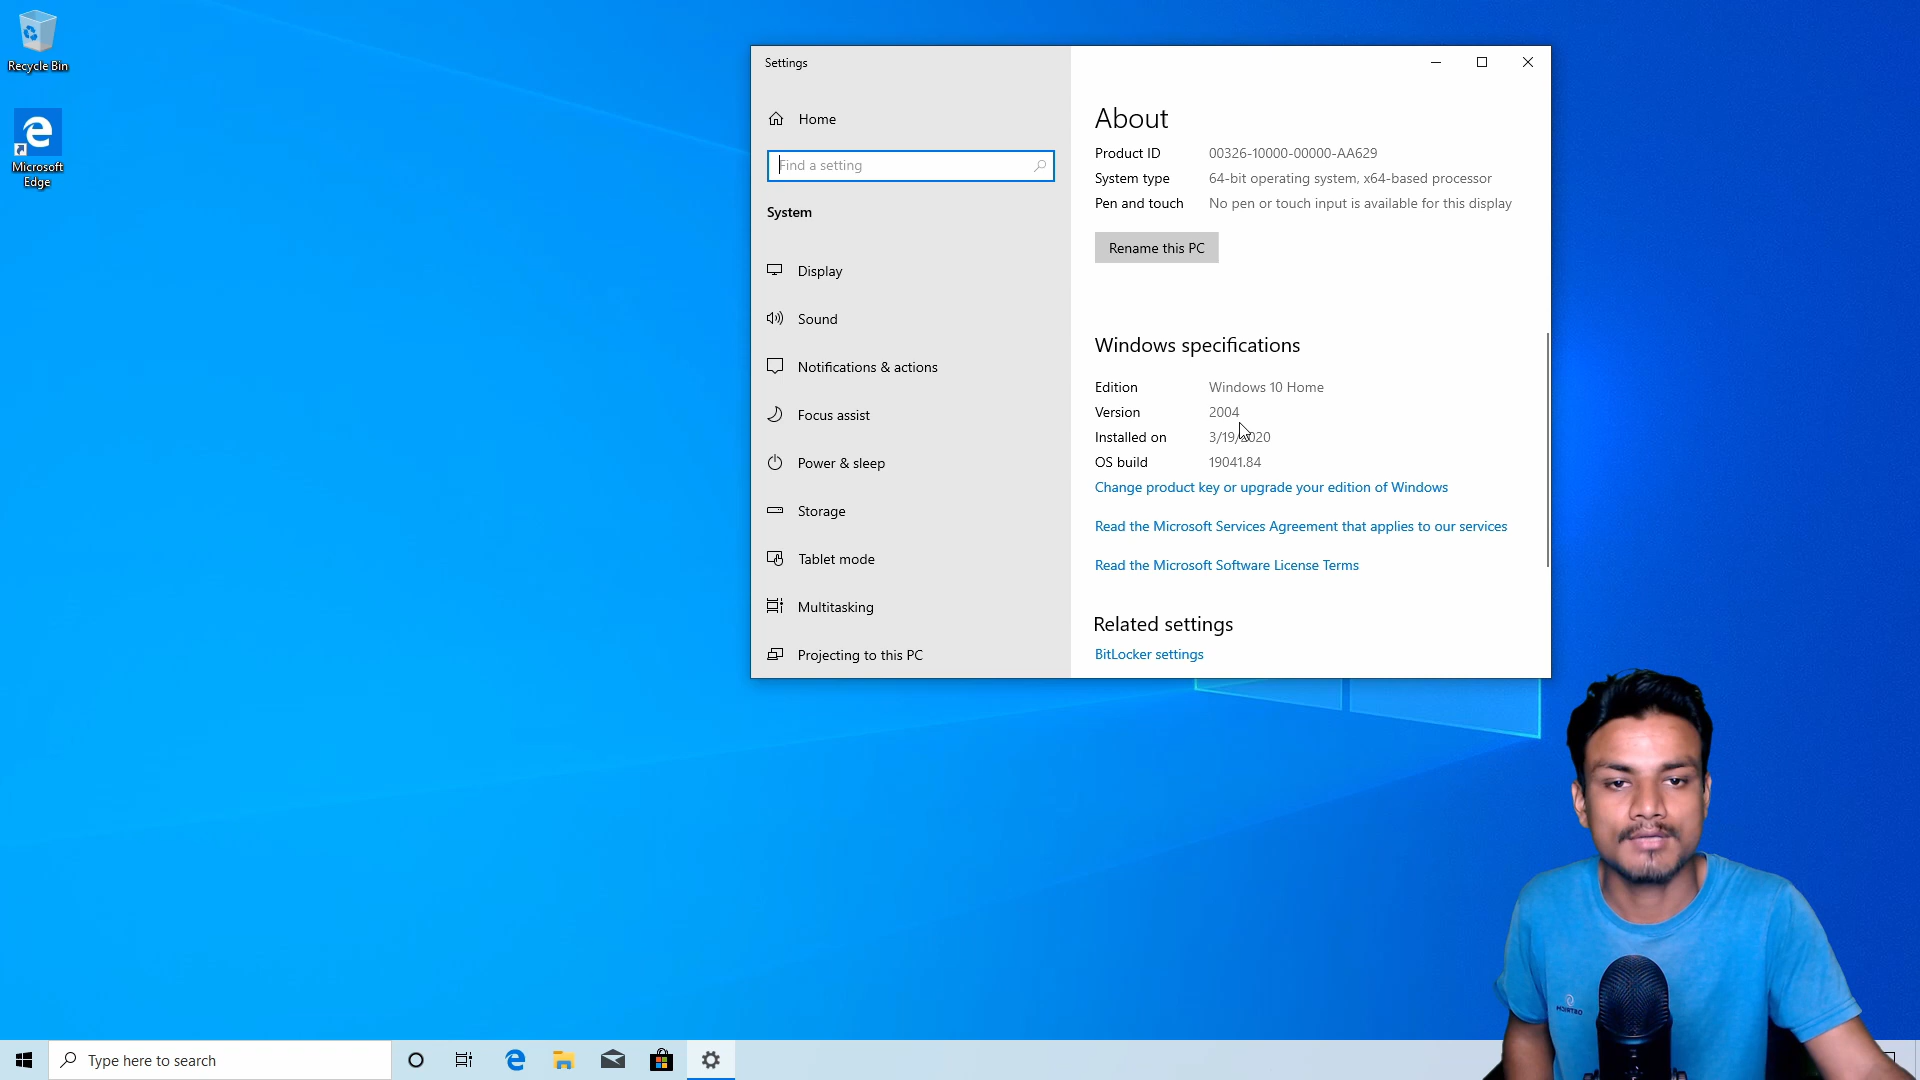 Recycle Bin
Microsoft
Edge
Settings
Home
Find a setting
System
Display
Sound
Notifications & actions
Focus assist
Power & sleep
Storage
Tablet mode
Multitasking
Projecting to this PC
About
Product ID 00326-10000-00000-AA629
System type 64-bit operating system, x64-based processor
Pen and touch No pen or touch input is available for this display
Rename this PC
Windows specifications
Edition Windows 10 Home
Version 2004
Installed on 3/19/2020
OS build 19041.84
Change product key or upgrade your edition of Windows
Read the Microsoft Services Agreement that applies to our services
Read the Microsoft Software License Terms
Related settings
BitLocker settings
Type here to search